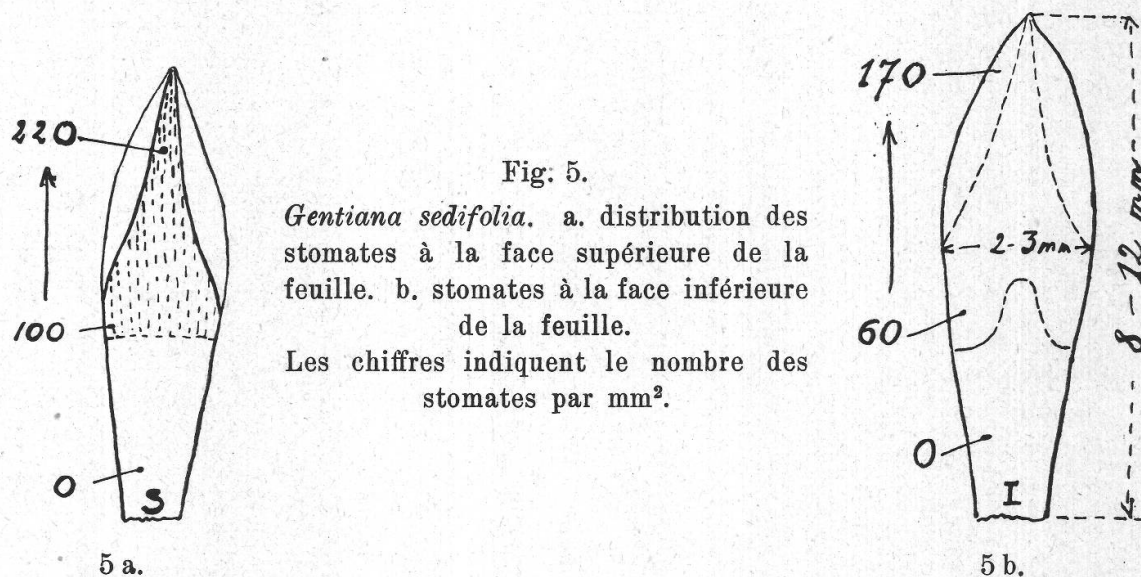 220
100
0
S
5 a.
Fig. 5.
Gentiana sedifolia. a. distribution des
stomates à la face supérieure de la
feuille. b. stomates à la face inférieure
de la feuille.
Les chiffres indiquent le nombre des
stomates par mm².
170
2-3mm
60
0
I
8-12 mm
5 b.